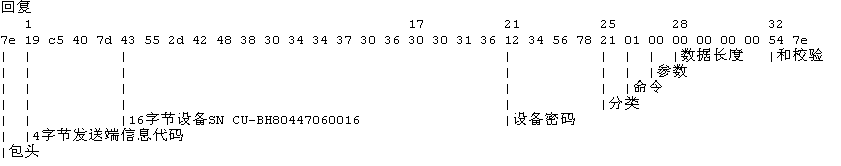 回复
1 17 21 25 28 32
7e 19 c5 40 7d 43 55 2d 42 48 38 30 34 34 37 30 36 30 30 31 36 12 34 56 78 21 01 00 00 00 00 00 54 7e
| | | | | | | |数据长度 |和校验
| | | | | | |参数
| | | | | |命令
| | | | |分类
| | |16字节设备SN CU-BH80447060016 |设备密码
| |4字节发送端信息代码
|包头